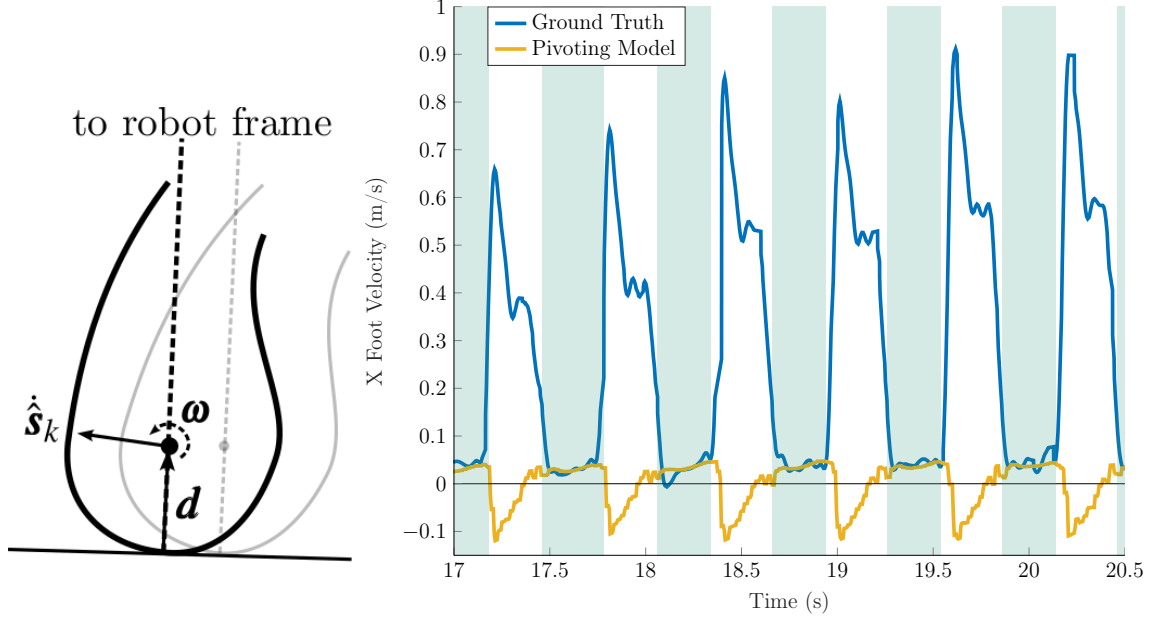 to robot frame
ω
ṡ̂ₖ
d
Ground Truth
Pivoting Model
X Foot Velocity (m/s)
1
0.9
0.8
0.7
0.6
0.5
0.4
0.3
0.2
0.1
0
−0.1
17 17.5 18 18.5 19 19.5 20 20.5
Time (s)